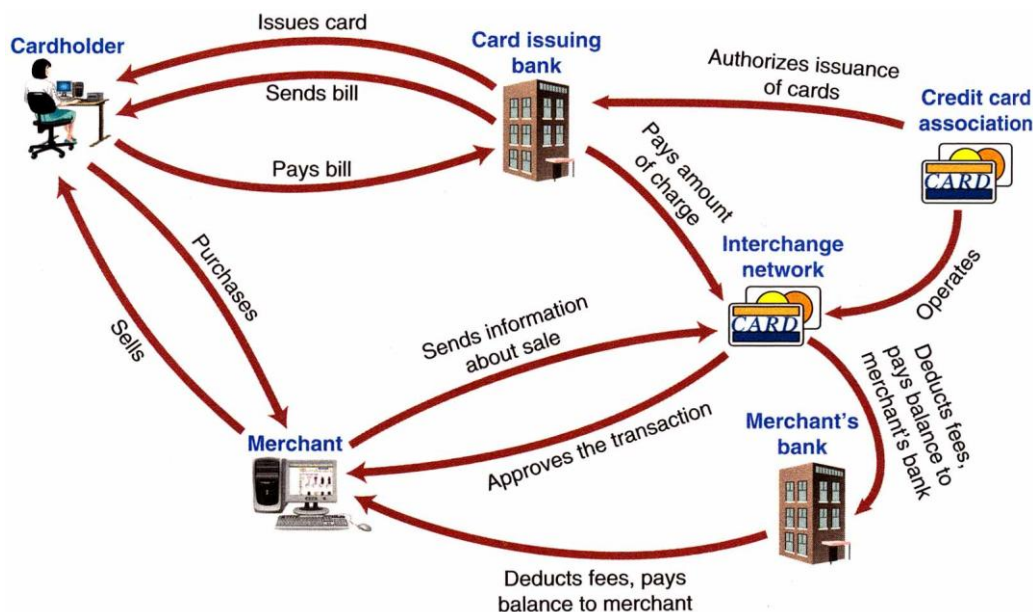 Issues card
Cardholder
Card issuing
bank
Authorizes issuance
of cards
Credit card
association
Sends bill
Pays bill
Pays amount
of charge
CARD
Interchange
network
Operates
CARD
Purchases
Sells
Sends information
about sale
Deducts fees,
pays balance to
merchant's bank
Approves the transaction
Merchant's
bank
Merchant
Deducts fees, pays
balance to merchant